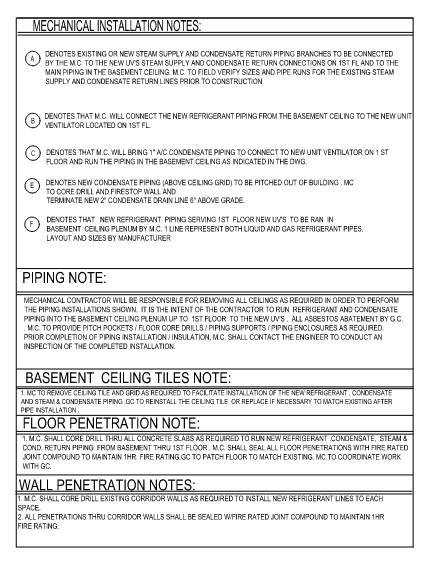 MECHANICAL INSTALLATION NOTES:
A DENOTES EXISTING OR NEW STEAM SUPPLY AND CONDENSATE RETURN PIPING BRANCHES TO BE CONNECTED
BY THE M.C. TO THE NEW UV'S STEAM SUPPLY AND CONDENSATE RETURN CONNECTIONS ON 1ST FL AND TO THE
MAIN PIPING IN THE BASEMENT CEILING. M.C. TO FIELD VERIFY SIZES AND PIPE RUNS FOR THE EXISTING STEAM
SUPPLY AND CONDENSATE RETURN LINES PRIOR TO CONSTRUCTION
B DENOTES THAT M.C. WILL CONNECT THE NEW REFRIGERANT PIPING FROM THE BASEMENT CEILING TO THE NEW UNIT
VENTILATOR LOCATED ON 1ST FL.
C DENOTES THAT M.C. WILL BRING 1" A/C CONDENSATE PIPING TO CONNECT TO NEW UNIT VENTILATOR ON 1 ST
FLOOR AND RUN THE PIPING IN THE BASEMENT CEILING AS INDICATED IN THE DWG.
E DENOTES NEW CONDENSATE PIPING (ABOVE CEILING GRID) TO BE PITCHED OUT OF BUILDING . MC
TO CORE DRILL AND FIRESTOP WALL AND
TERMINATE NEW 2" CONDENSATE DRAIN LINE 6" ABOVE GRADE.
F DENOTES THAT NEW REFRIGERANT PIPING SERVING 1ST FLOOR NEW UV'S TO BE RAN IN
BASEMENT CEILING PLENUM BY M.C. 1 LINE REPRESENT BOTH LIQUID AND GAS REFRIGERANT PIPES.
LAYOUT AND SIZES BY MANUFACTURER
PIPING NOTE:
MECHANICAL CONTRACTOR WILL BE RESPONSIBLE FOR REMOVING ALL CEILINGS AS REQUIRED IN ORDER TO PERFORM
THE PIPING INSTALLATIONS SHOWN. IT IS THE INTENT OF THE CONTRACTOR TO RUN REFRIGERANT AND CONDENSATE
PIPING INTO THE BASEMENT CEILING PLENUM UP TO 1ST FLOOR TO THE NEW UV'S . ALL ASBESTOS ABATEMENT BY G.C.
. M.C. TO PROVIDE PITCH POCKETS / FLOOR CORE DRILLS / PIPING SUPPORTS / PIPING ENCLOSURES AS REQUIRED.
PRIOR COMPLETION OF PIPING INSTALLATION / INSULATION, M.C. SHALL CONTACT THE ENGINEER TO CONDUCT AN
INSPECTION OF THE COMPLETED INSTALLATION.
BASEMENT CEILING TILES NOTE:
1. MC TO REMOVE CEILING TILE AND GRID AS REQUIRED TO FACILITATE INSTALLATION OF THE NEW REFRIGERANT , CONDENSATE
AND STEAM & CONDENSATE PIPING .GC TO REINSTALL THE CEILING TILE OR REPLACE IF NECESSARY TO MATCH EXISTING AFTER
PIPE INSTALLATION .
FLOOR PENETRATION NOTE:
1. M.C. SHALL CORE DRILL THRU ALL CONCRETE SLABS AS REQUIRED TO RUN NEW REFRIGERANT ,CONDENSATE, STEAM &
COND. RETURN PIPING FROM BASEMENT THRU 1ST FLOOR . M.C. SHALL SEAL ALL FLOOR PENETRATIONS WITH FIRE RATED
JOINT COMPOUND TO MAINTAIN 1HR. FIRE RATING.GC TO PATCH FLOOR TO MATCH EXISTING. MC TO COORDINATE WORK
WITH GC.
WALL PENETRATION NOTES:
1. M.C. SHALL CORE DRILL EXISTING CORRIDOR WALLS AS REQUIRED TO INSTALL NEW REFRIGERANT LINES TO EACH
SPACE.
2. ALL PENETRATIONS THRU CORRIDOR WALLS SHALL BE SEALED W/FIRE RATED JOINT COMPOUND TO MAINTAIN 1HR
FIRE RATING.